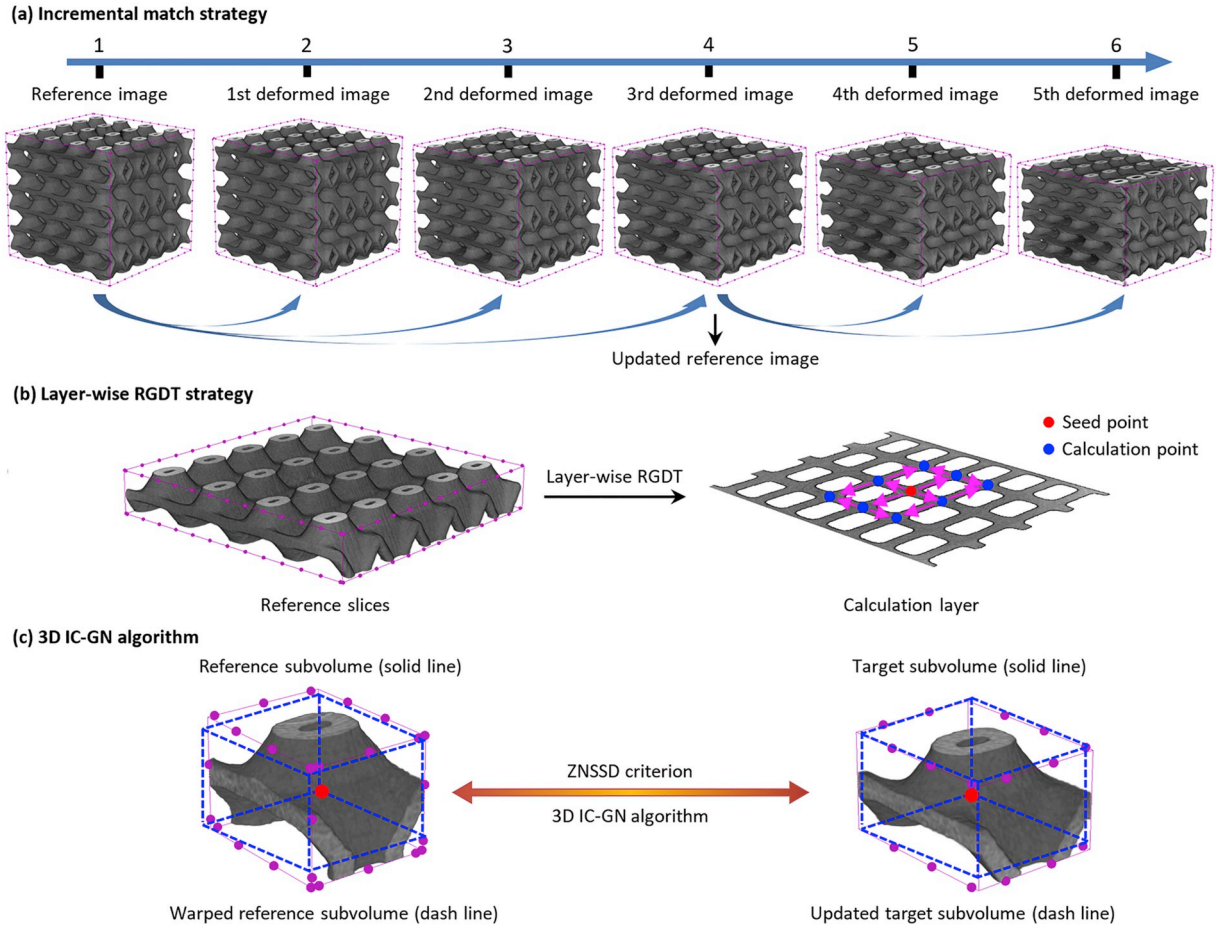 (a) Incremental match strategy
1 2 3 4 5 6
Reference image 1st deformed image 2nd deformed image 3rd deformed image 4th deformed image 5th deformed image
Updated reference image
(b) Layer-wise RGDT strategy
Seed point
Calculation point
Layer-wise RGDT
Reference slices
Calculation layer
(c) 3D IC-GN algorithm
Reference subvolume (solid line)
Target subvolume (solid line)
ZNSSD criterion
3D IC-GN algorithm
Warped reference subvolume (dash line)
Updated target subvolume (dash line)